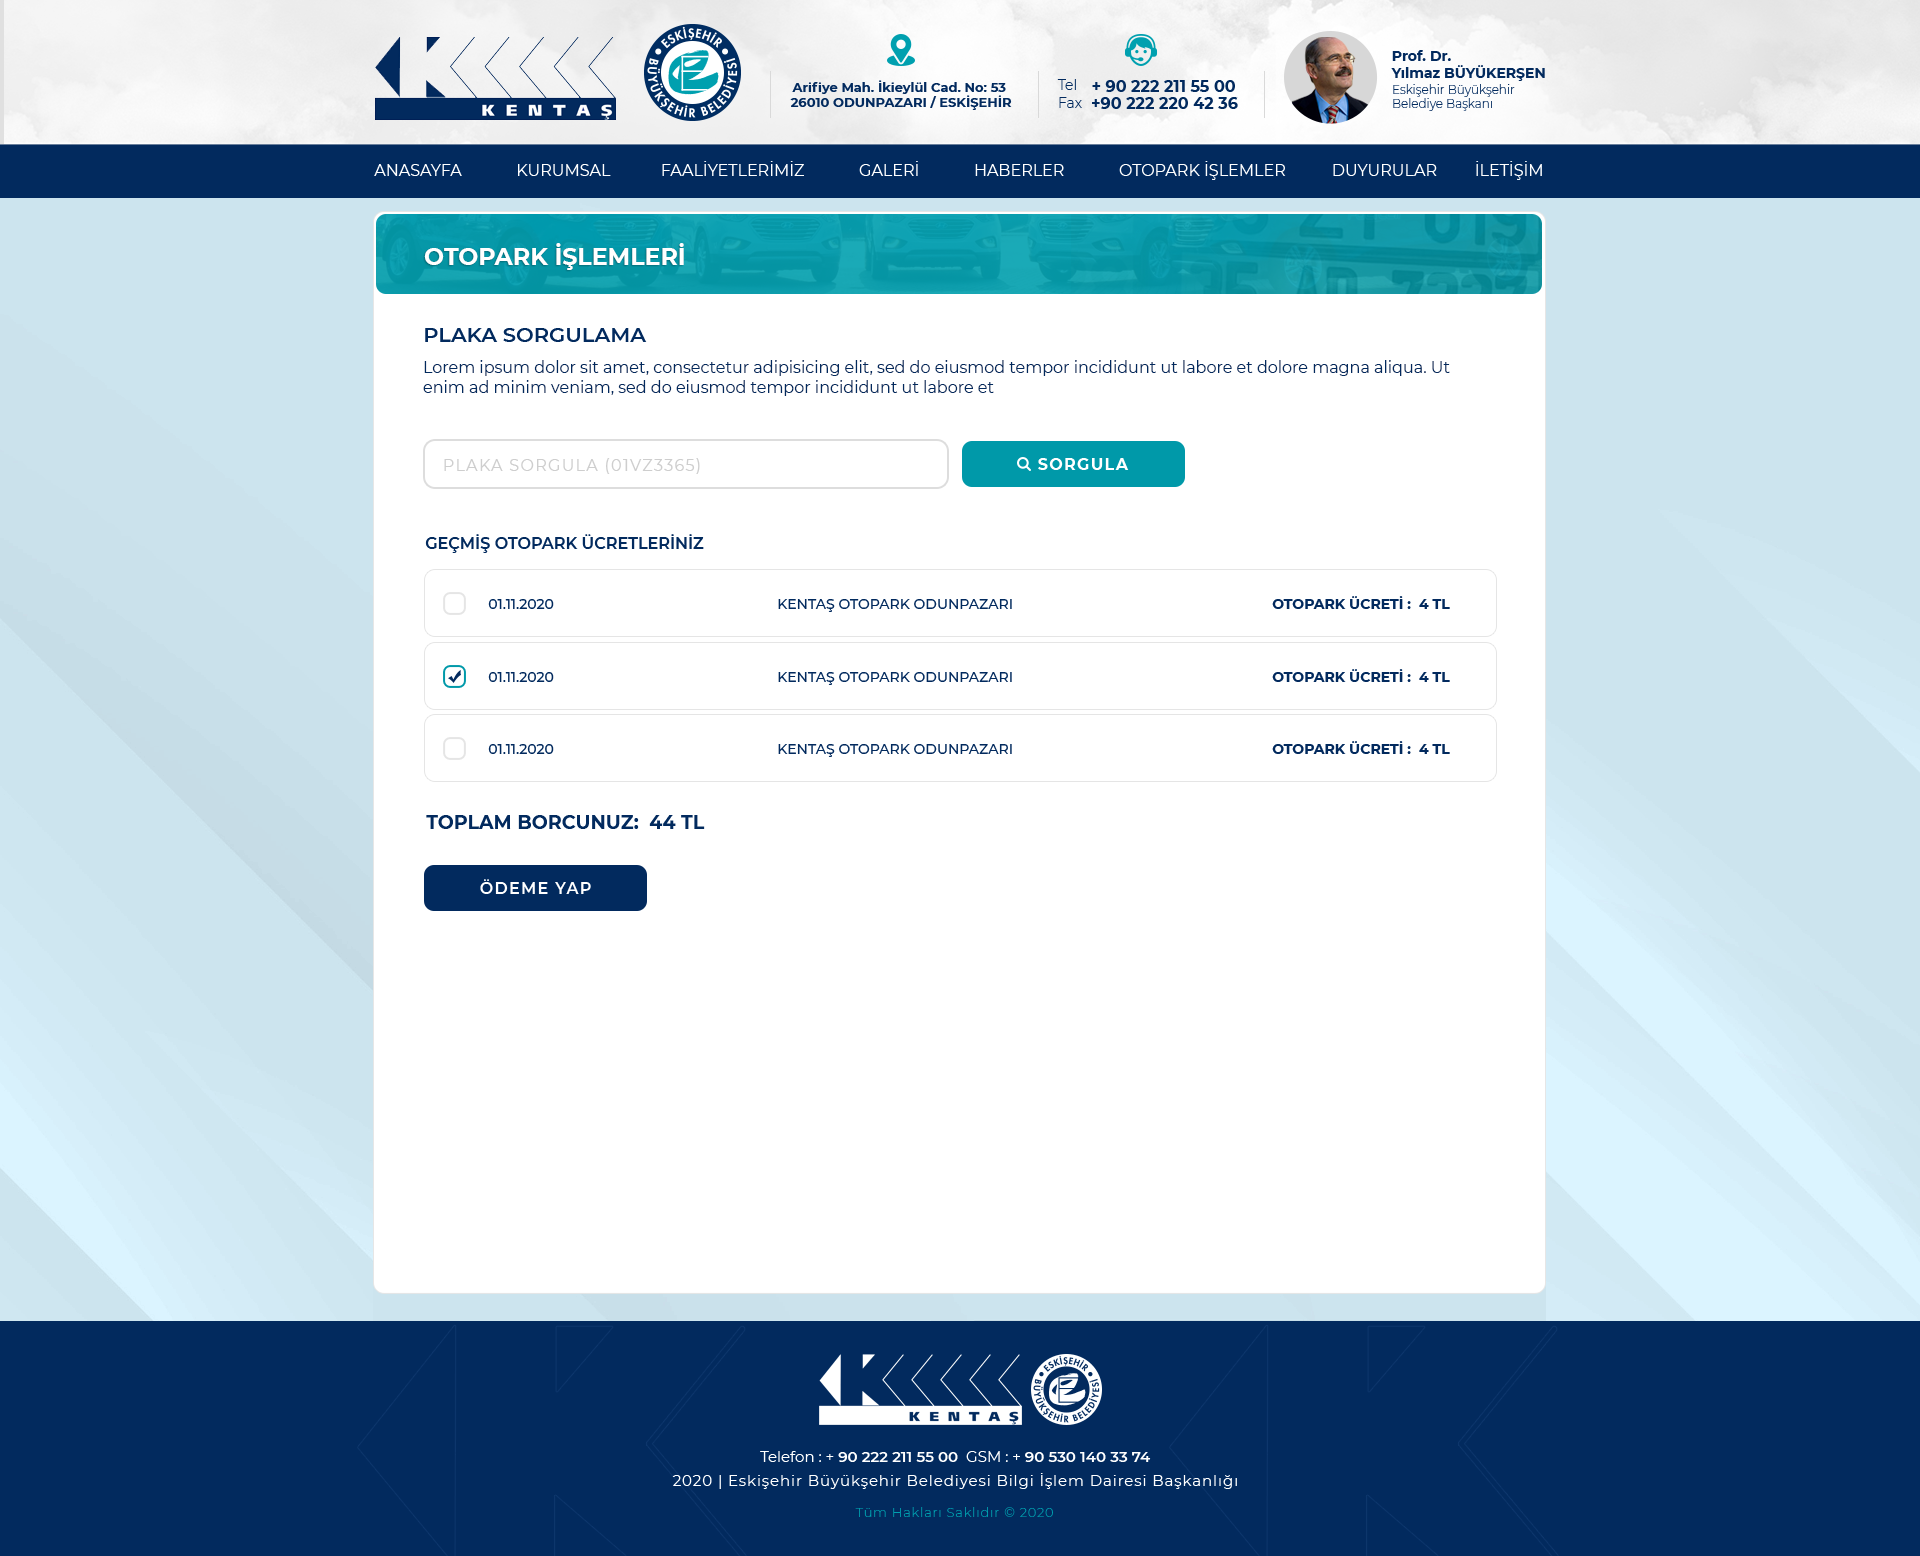 KENTAŞ
ESKİŞEHİR
BÜYÜKŞEHİR BELEDİYESİ
Arifiye Mah. İkieylül Cad. No: 53
26010 ODUNPAZARI / ESKİŞEHİR
Tel + 90 222 211 55 00
Fax +90 222 220 42 36
Prof. Dr.
Yılmaz BÜYÜKERŞEN
Eskişehir Büyükşehir
Belediye Başkanı
ANASAYFA KURUMSAL FAALİYETLERİMİZ GALERİ HABERLER OTOPARK İŞLEMLER DUYURULAR İLETİŞİM
OTOPARK İŞLEMLERİ
PLAKA SORGULAMA
Lorem ipsum dolor sit amet, consectetur adipisicing elit, sed do eiusmod tempor incididunt ut labore et dolore magna aliqua. Ut
enim ad minim veniam, sed do eiusmod tempor incididunt ut labore et
PLAKA SORGULA (01VZ3365)
SORGULA
GEÇMİŞ OTOPARK ÜCRETLERİNİZ
01.11.2020 KENTAŞ OTOPARK ODUNPAZARI OTOPARK ÜCRETİ : 4 TL
01.11.2020 KENTAŞ OTOPARK ODUNPAZARI OTOPARK ÜCRETİ : 4 TL
01.11.2020 KENTAŞ OTOPARK ODUNPAZARI OTOPARK ÜCRETİ : 4 TL
TOPLAM BORCUNUZ: 44 TL
ÖDEME YAP
KENTAŞ
ESKİŞEHİR
BÜYÜKŞEHİR BELEDİYESİ
Telefon : + 90 222 211 55 00 GSM : + 90 530 140 33 74
2020 | Eskişehir Büyükşehir Belediyesi Bilgi İşlem Dairesi Başkanlığı
Tüm Hakları Saklıdır © 2020